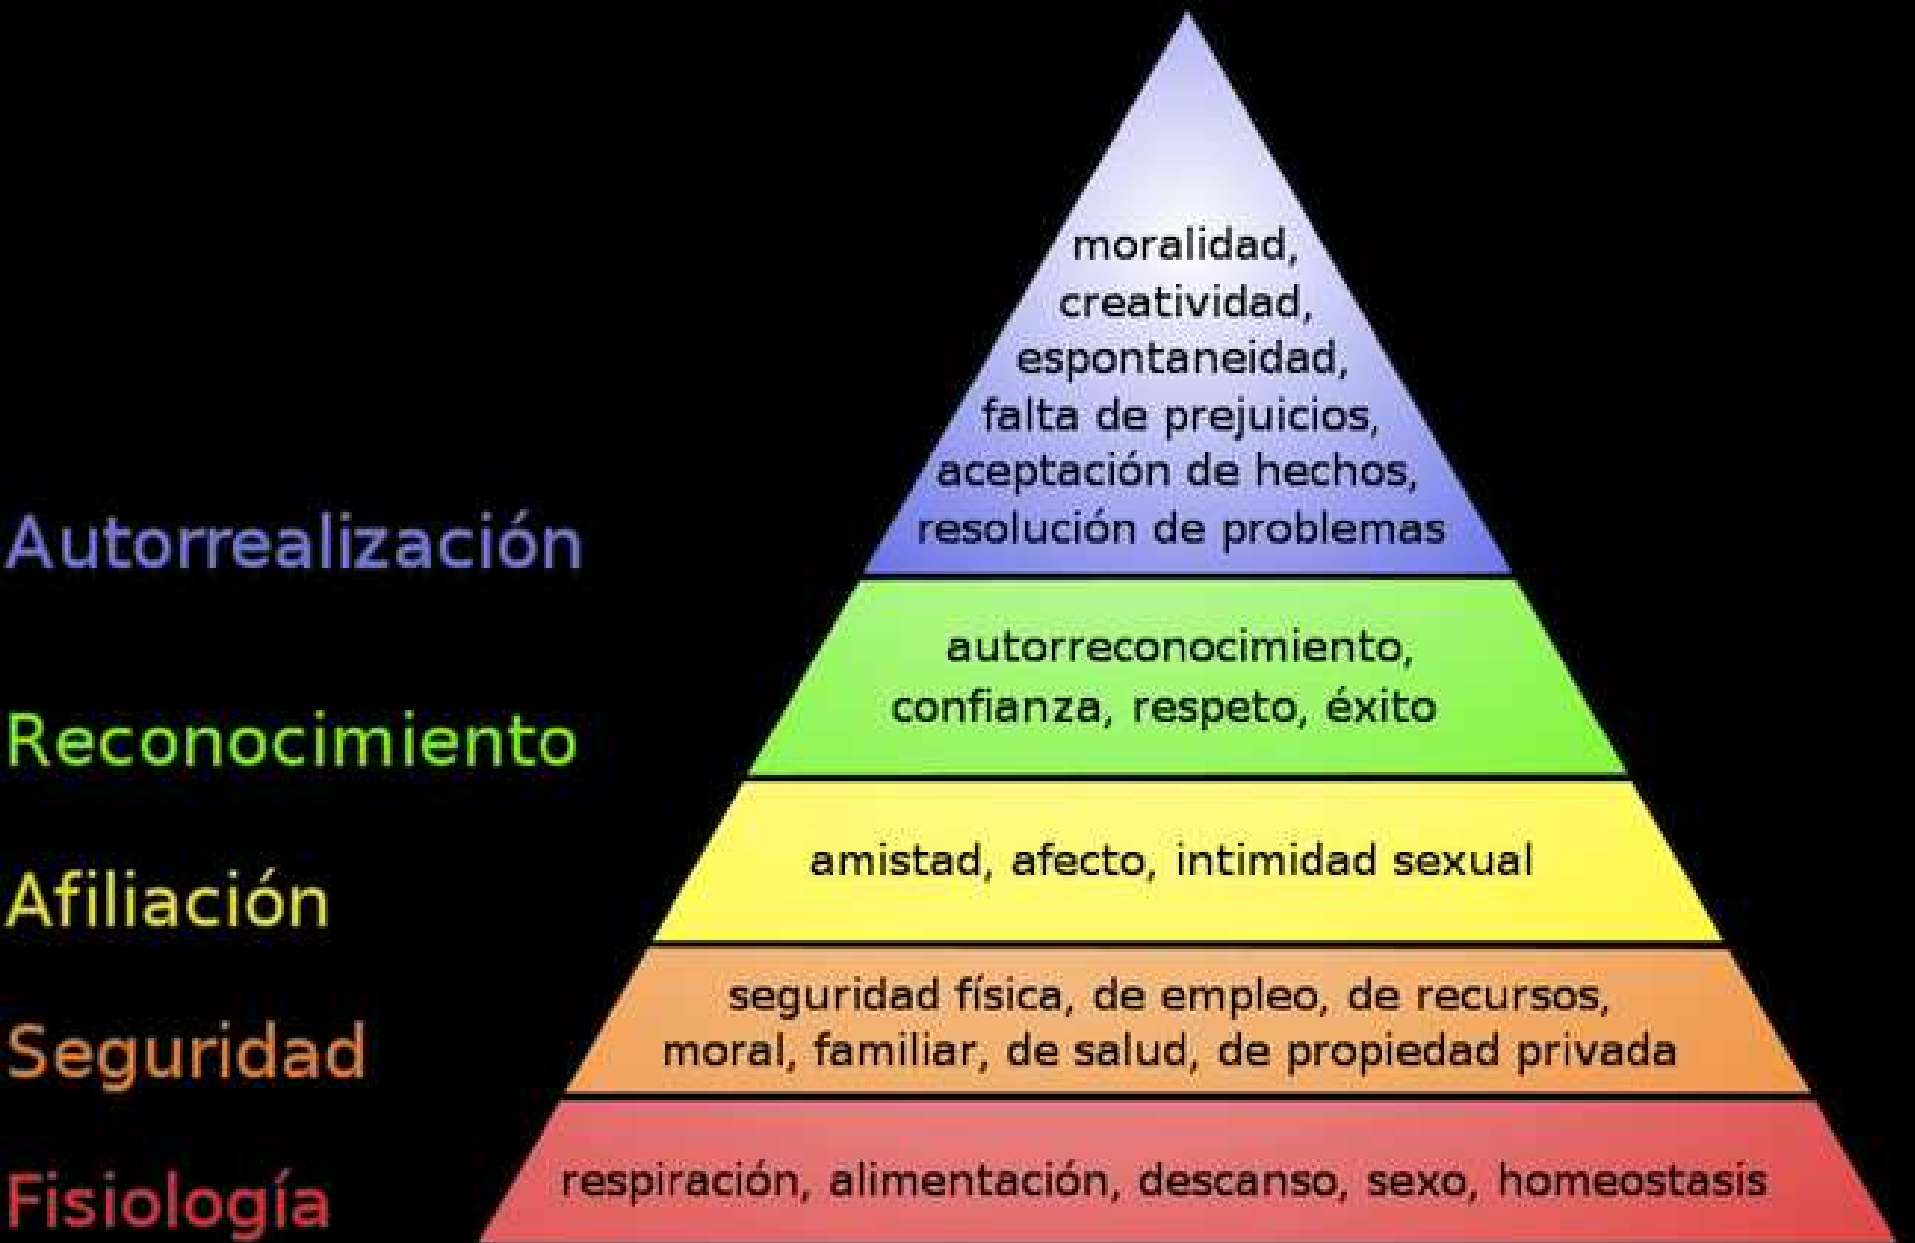 moralidad,
creatividad,
espontaneidad,
falta de prejuicios,
aceptación de hechos,
resolución de problemas
Autorrealización
autorreconocimiento,
confianza, respeto, éxito
Reconocimiento
amistad, afecto, intimidad sexual
Afiliación
seguridad física, de empleo, de recursos,
moral, familiar, de salud, de propiedad privada
Seguridad
respiración, alimentación, descanso, sexo, homeostasis
Fisiología